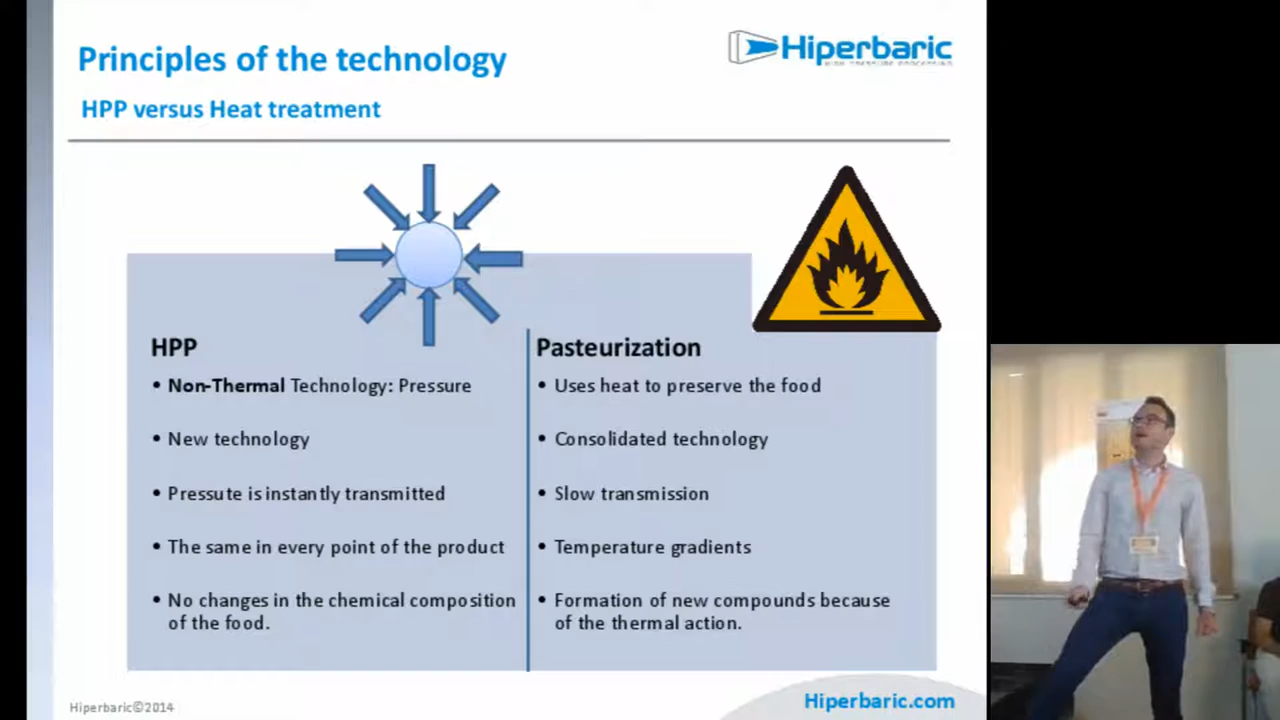 Principles of the technology
Hiperbaric
HIGH PRESSURE PROCESSING
HPP versus Heat treatment
HPP
• Non-Thermal Technology: Pressure
• New technology
• Pressute is instantly transmitted
• The same in every point of the product
• No changes in the chemical composition
of the food.
Pasteurization
• Uses heat to preserve the food
• Consolidated technology
• Slow transmission
• Temperature gradients
• Formation of new compounds because
of the thermal action.
Hiperbaric©2014
Hiperbaric.com